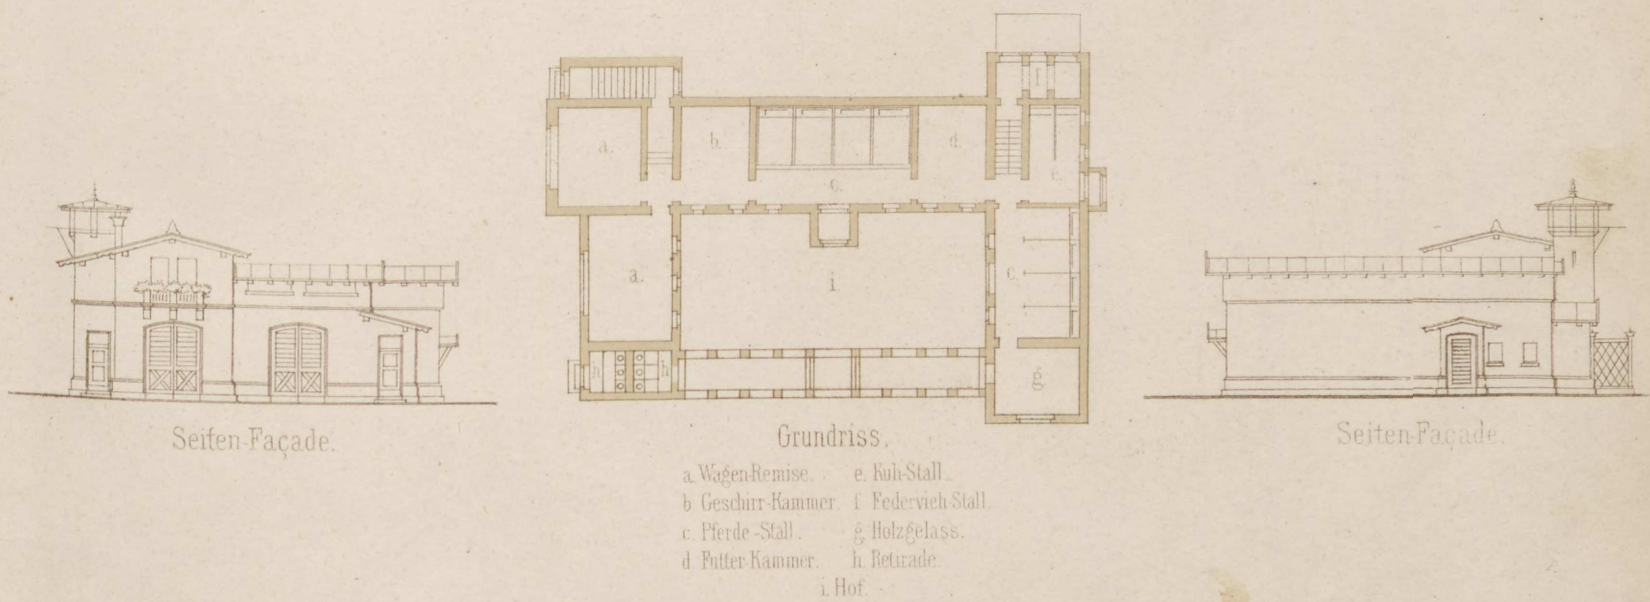 f
a. b. d.
c. e.
a. i. c
h h g
Seiten-Façade. Grundriss. Seiten-Façade.
a. Wagen-Remise. e. Kuh-Stall.
b Geschirr-Kammer. f Federvieh-Stall.
c. Pferde-Stall. g. Holzgelass.
d Futter-Kammer. h. Retirade.
i. Hof.